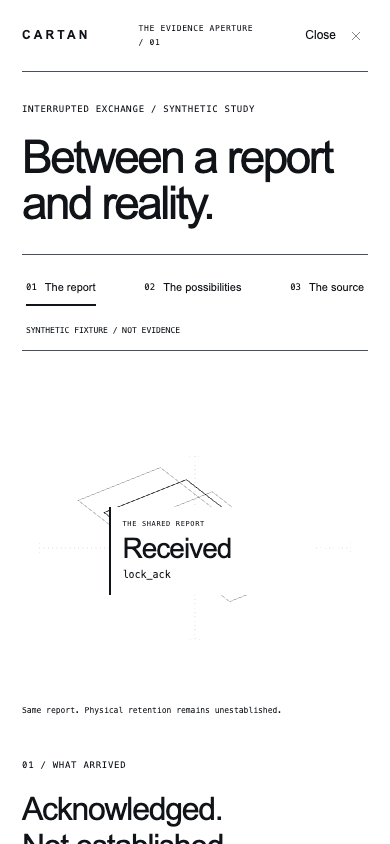 CARTAN
THE EVIDENCE APERTURE
/ 01
Close ×
INTERRUPTED EXCHANGE / SYNTHETIC STUDY
Between a report
and reality.
01 The report
02 The possibilities
03 The source
SYNTHETIC FIXTURE / NOT EVIDENCE
THE SHARED REPORT
Received
lock_ack
Same report. Physical retention remains unestablished.
01 / WHAT ARRIVED
Acknowledged.
Not established